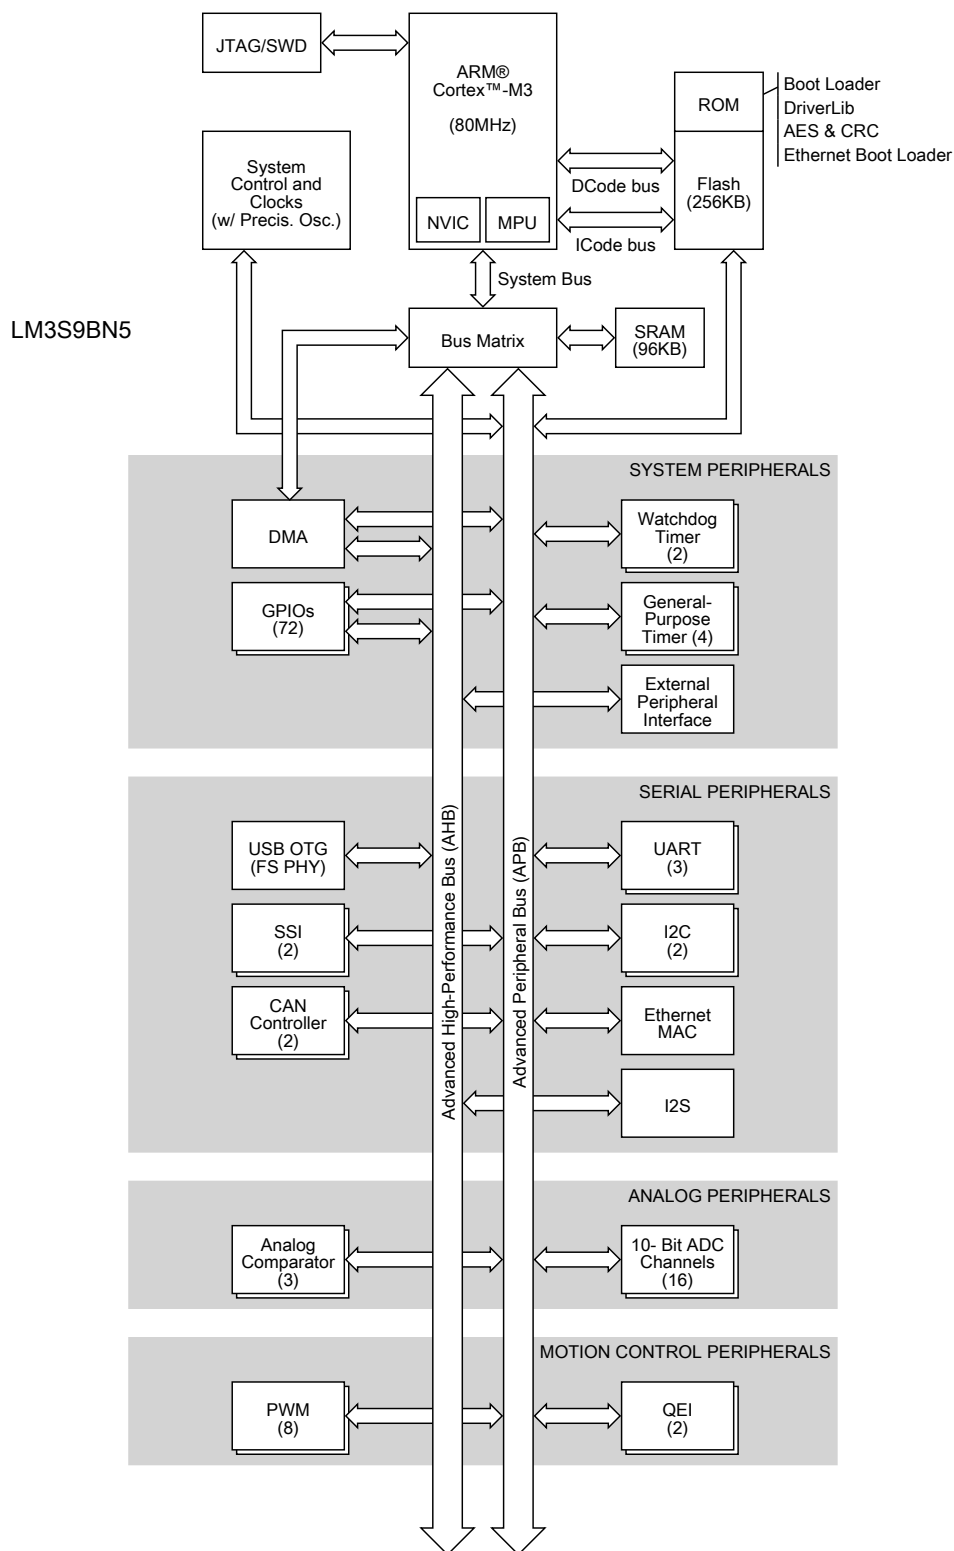 JTAG/SWD
ARM®
Cortex™-M3
(80MHz)
NVIC
MPU
ROM
Boot Loader
DriverLib
AES & CRC
Ethernet Boot Loader
Flash
(256KB)
DCode bus
ICode bus
System
Control and
Clocks
(w/ Precis. Osc.)
System Bus
LM3S9BN5
Bus Matrix
SRAM
(96KB)
SYSTEM PERIPHERALS
DMA
Watchdog
Timer
(2)
GPIOs
(72)
General-
Purpose
Timer (4)
External
Peripheral
Interface
Advanced High-Performance Bus (AHB)
Advanced Peripheral Bus (APB)
SERIAL PERIPHERALS
USB OTG
(FS PHY)
UART
(3)
SSI
(2)
I2C
(2)
CAN
Controller
(2)
Ethernet
MAC
I2S
ANALOG PERIPHERALS
Analog
Comparator
(3)
10- Bit ADC
Channels
(16)
MOTION CONTROL PERIPHERALS
PWM
(8)
QEI
(2)